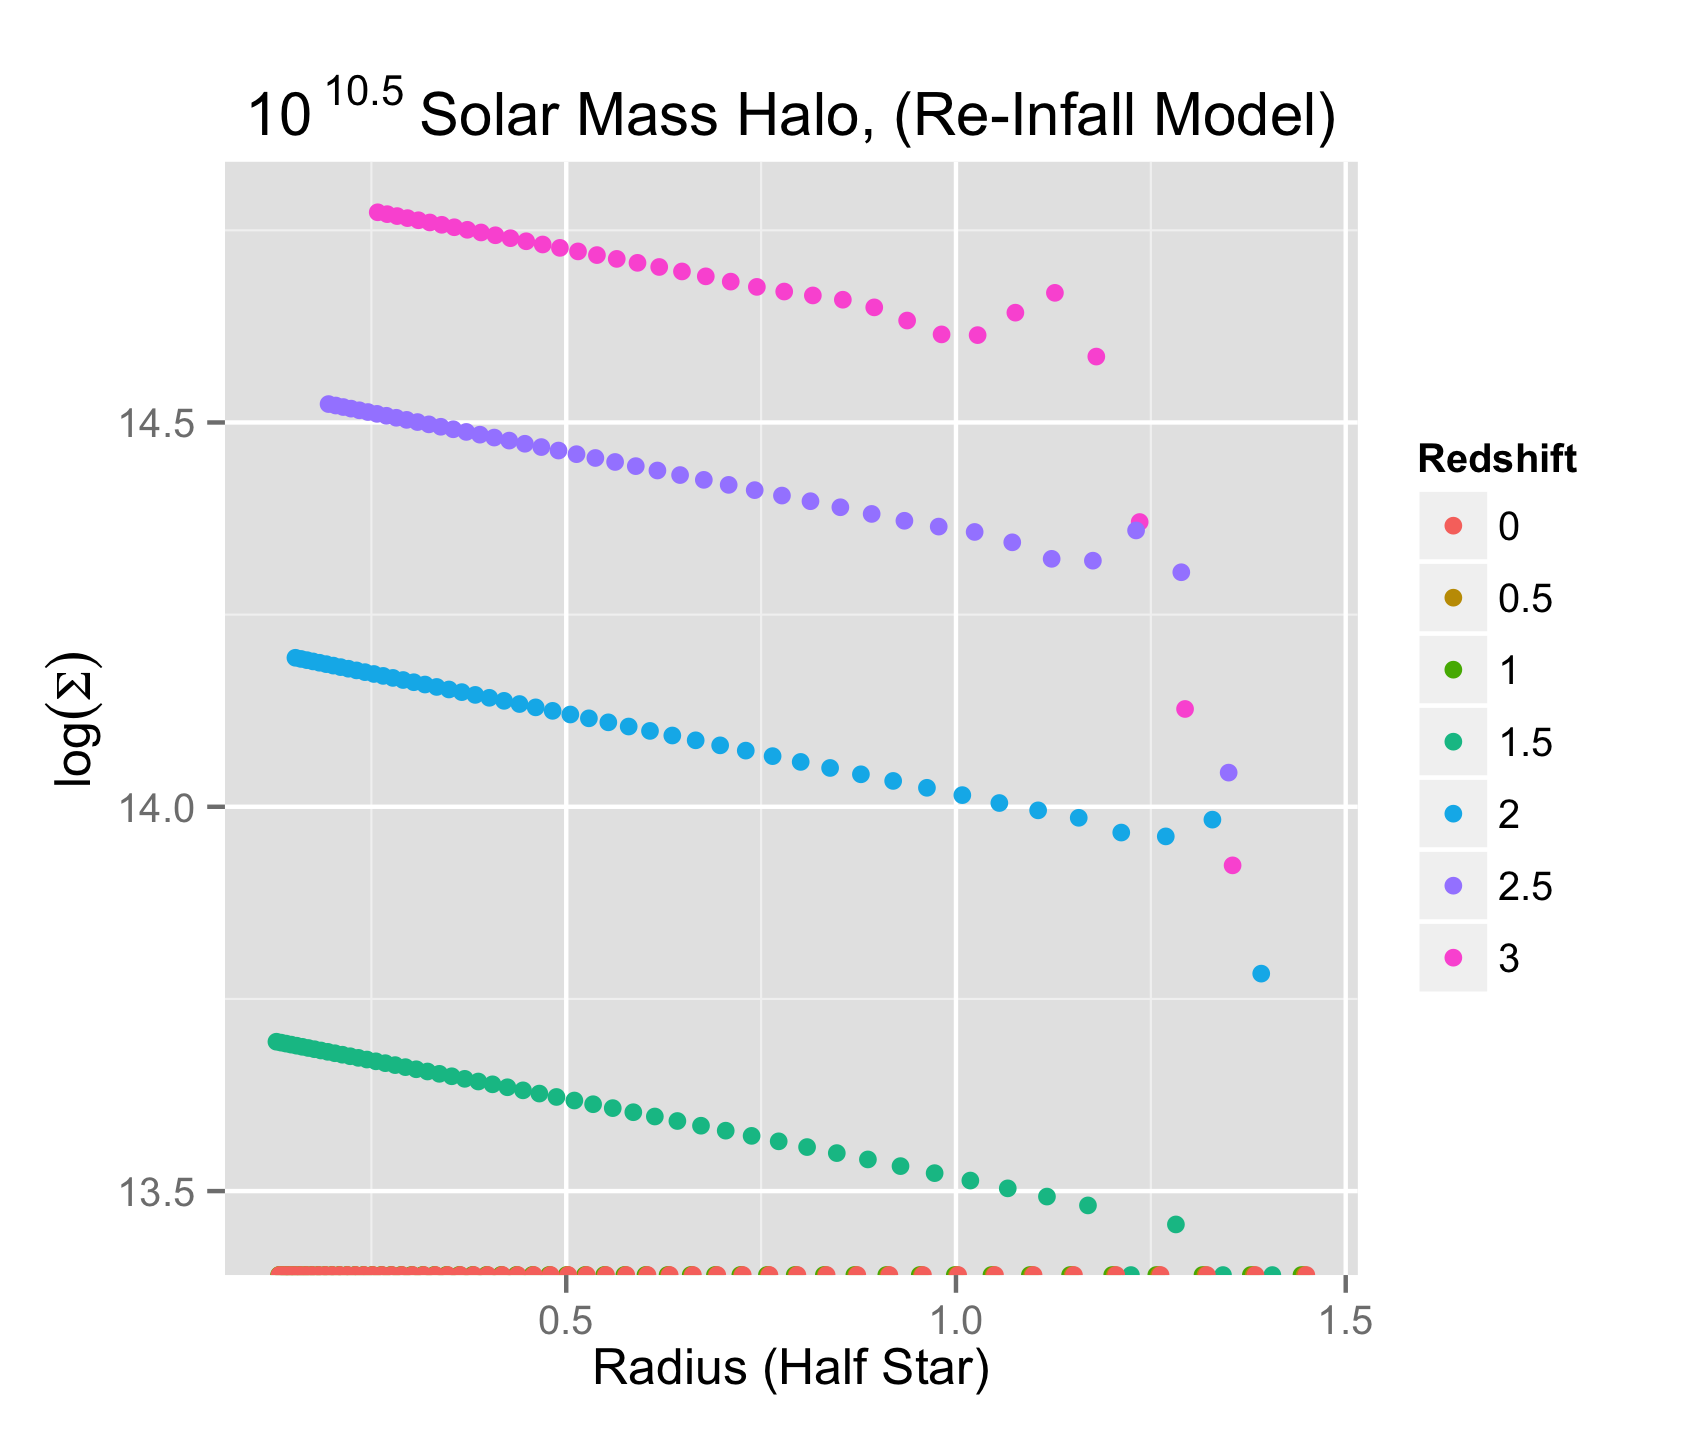 10 10.5 Solar Mass Halo, (Re-Infall Model)
log(Σ)
14.5
14.0
13.5
0.5 1.0 1.5
Radius (Half Star)
Redshift
0
0.5
1
1.5
2
2.5
3